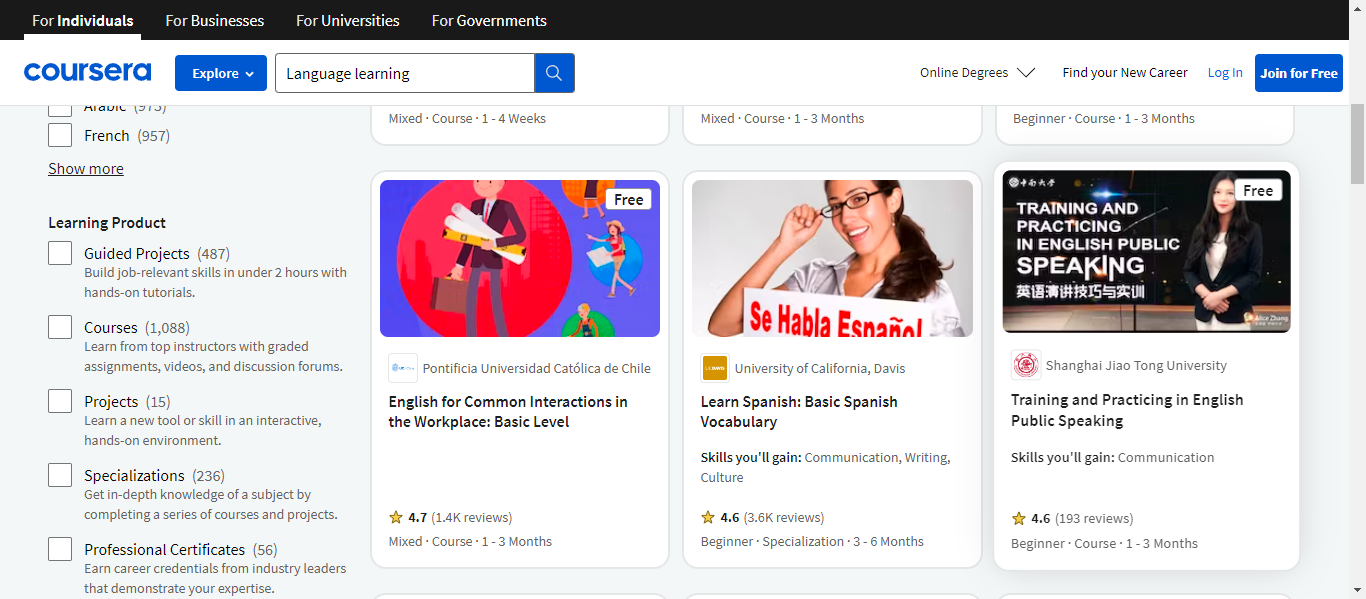 For Individuals
For Businesses
For Universities
For Governments
coursera
Explore
Language learning
Online Degrees
Find your New Career
Log In
Join for Free
Arabic (973)
French (957)
Show more
Learning Product
Guided Projects (487)
Build job-relevant skills in under 2 hours with
hands-on tutorials.
Courses (1,088)
Learn from top instructors with graded
assignments, videos, and discussion forums.
Projects (15)
Learn a new tool or skill in an interactive,
hands-on environment.
Specializations (236)
Get in-depth knowledge of a subject by
completing a series of courses and projects.
Professional Certificates (56)
Earn career credentials from industry leaders
that demonstrate your expertise.
Mixed · Course · 1 - 4 Weeks
Mixed · Course · 1 - 3 Months
Beginner · Course · 1 - 3 Months
Free
Pontificia Universidad Católica de Chile
English for Common Interactions in
the Workplace: Basic Level
4.7 (1.4K reviews)
Mixed · Course · 1 - 3 Months
Se Habla Español
UC DAVIS
University of California, Davis
Learn Spanish: Basic Spanish
Vocabulary
Skills you'll gain: Communication, Writing,
Culture
4.6 (3.6K reviews)
Beginner · Specialization · 3 - 6 Months
中南大学
Free
TRAINING AND
PRACTICING
IN ENGLISH PUBLIC
SPEAKING
英语演讲技巧与实训
Alice Zhang
Shanghai Jiao Tong University
Training and Practicing in English
Public Speaking
Skills you'll gain: Communication
4.6 (193 reviews)
Beginner · Course · 1 - 3 Months